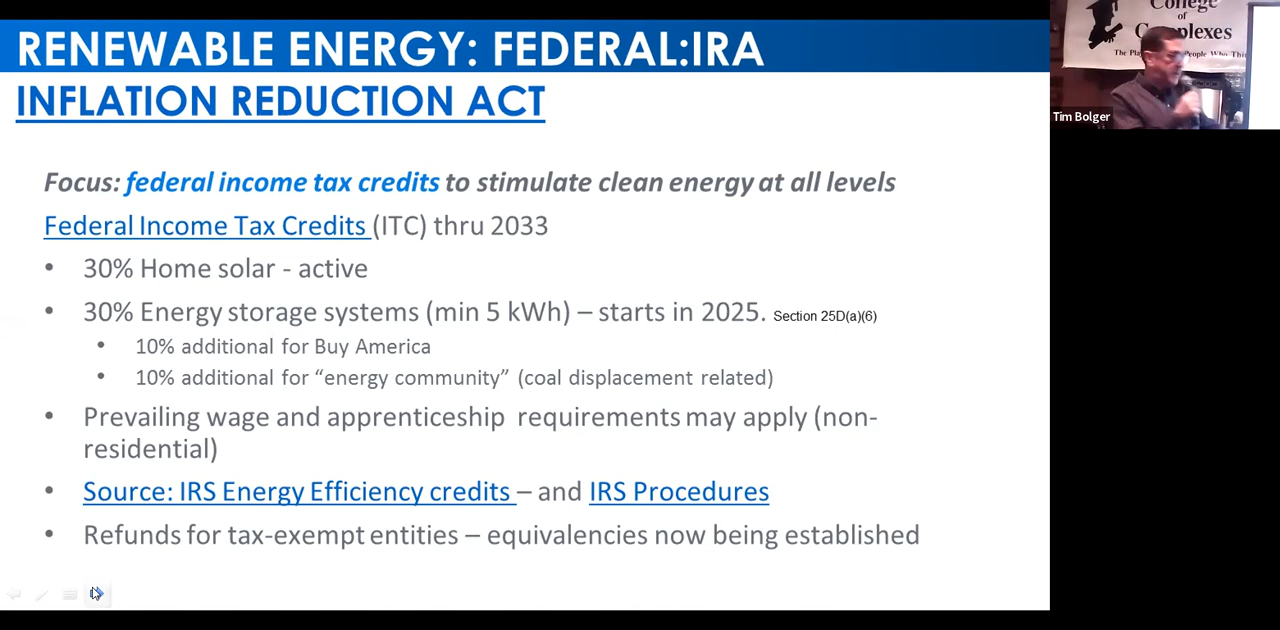 RENEWABLE ENERGY: FEDERAL:IRA
INFLATION REDUCTION ACT
Focus: federal income tax credits to stimulate clean energy at all levels
Federal Income Tax Credits (ITC) thru 2033
• 30% Home solar - active
• 30% Energy storage systems (min 5 kWh) – starts in 2025. Section 25D(a)(6)
• 10% additional for Buy America
• 10% additional for “energy community” (coal displacement related)
• Prevailing wage and apprenticeship requirements may apply (non-
residential)
• Source: IRS Energy Efficiency credits – and IRS Procedures
• Refunds for tax-exempt entities – equivalencies now being established
College
of
The
People Who
Tim Bolger